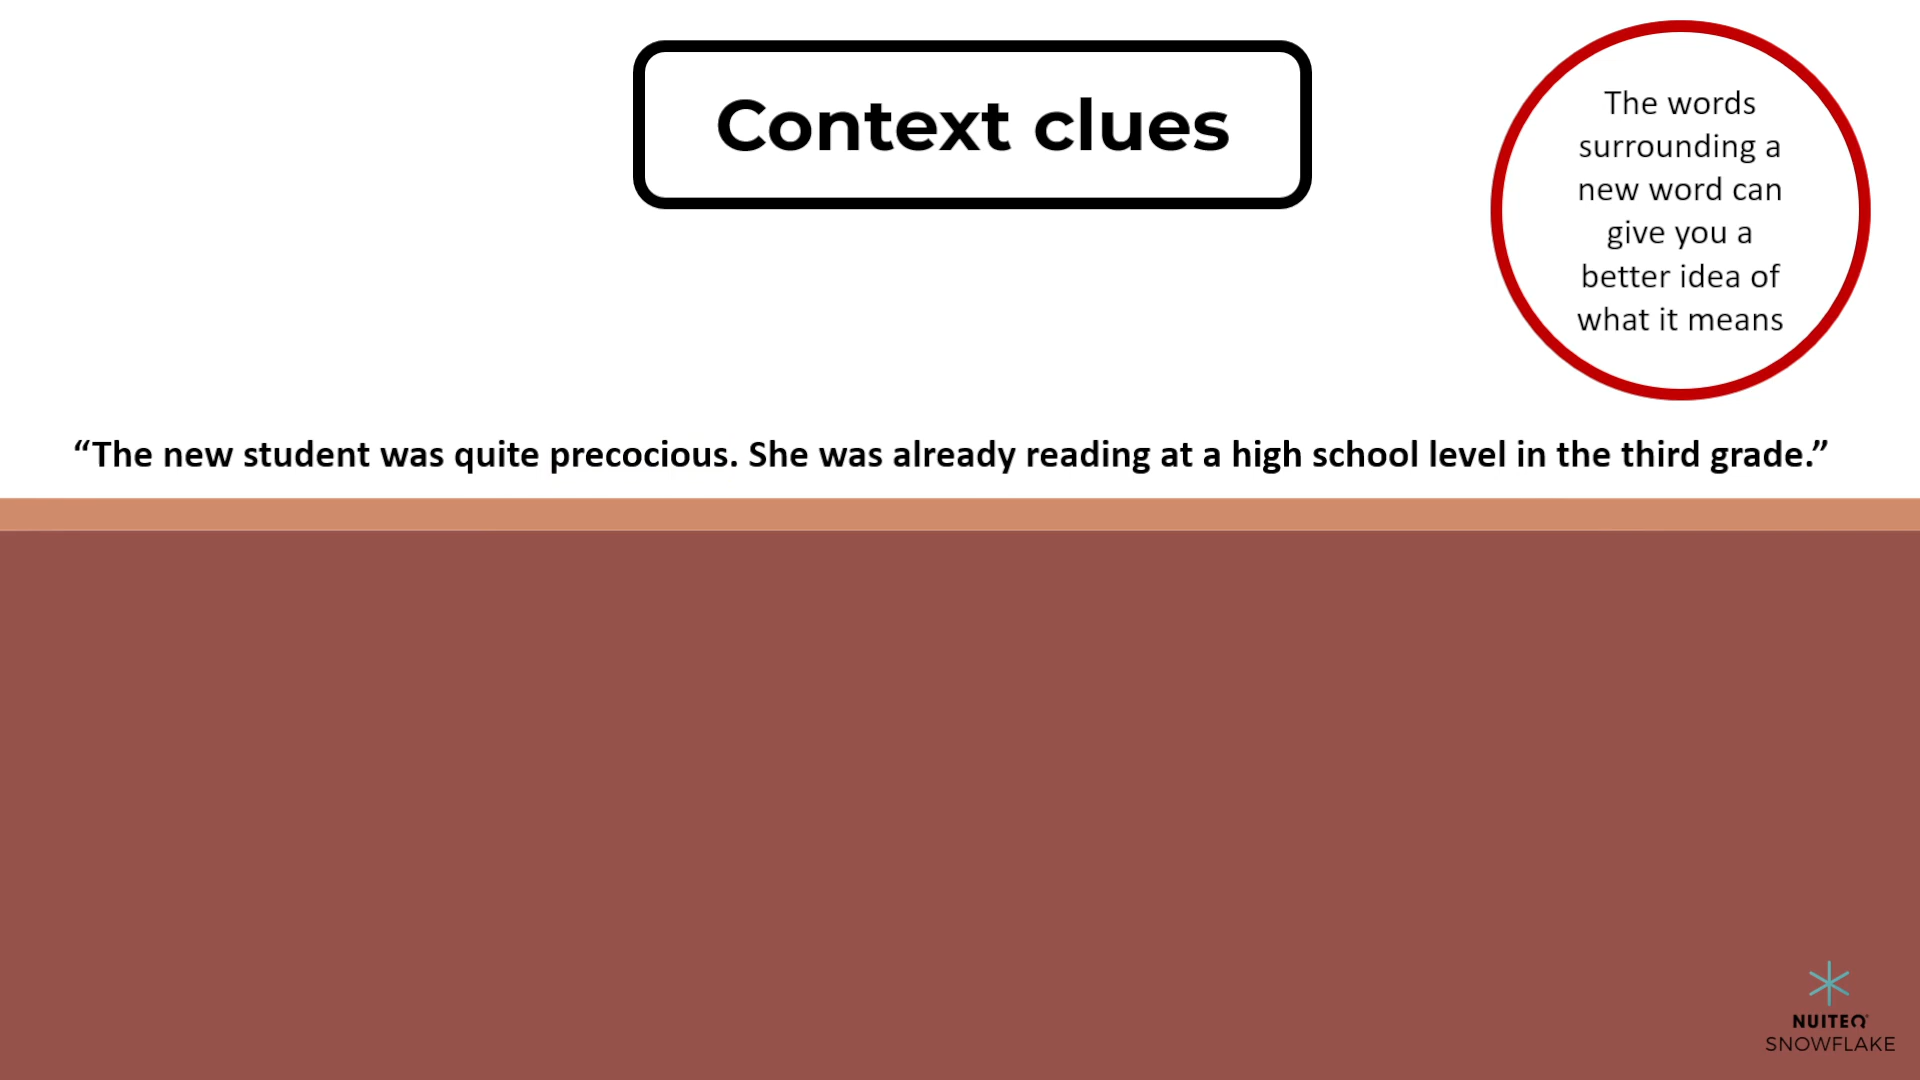 Context clues
The words
surrounding a
new word can
give you a
better idea of
what it means
“The new student was quite precocious. She was already reading at a high school level in the third grade.”
NUITEQ
SNOWFLAKE